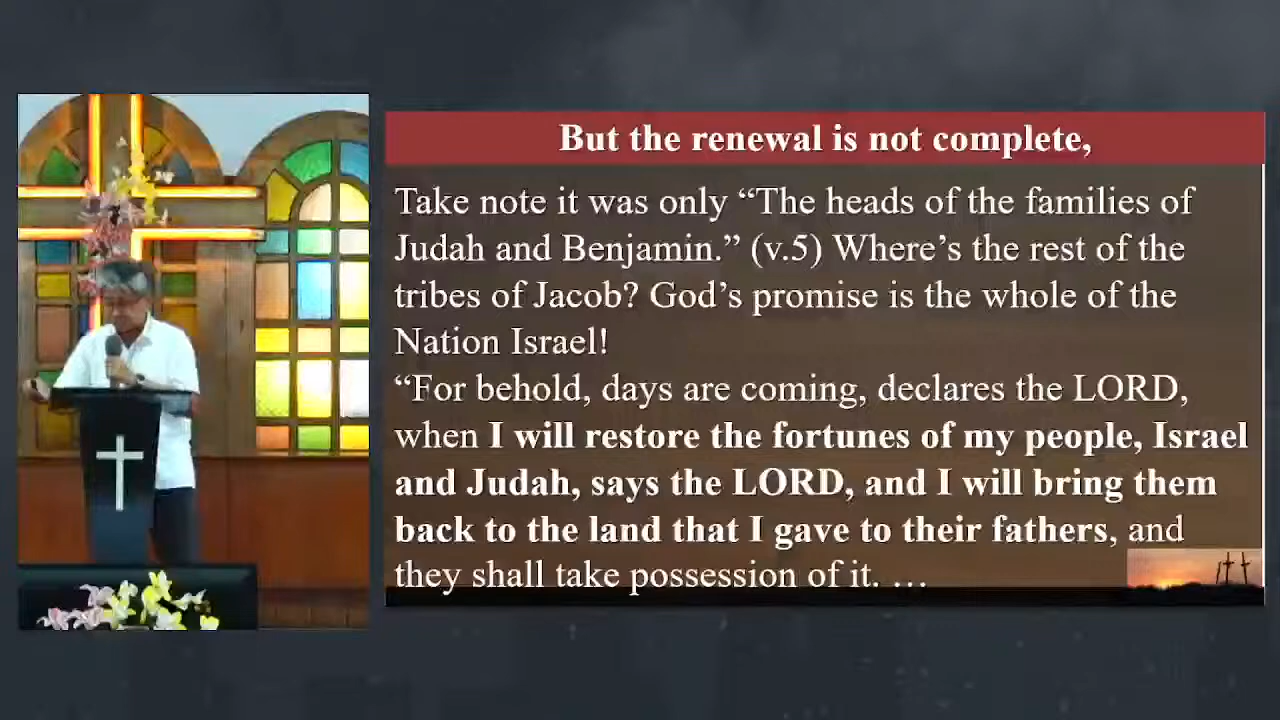 But the renewal is not complete,
Take note it was only “The heads of the families of
Judah and Benjamin.” (v.5) Where’s the rest of the
tribes of Jacob? God’s promise is the whole of the
Nation Israel!
“For behold, days are coming, declares the LORD,
when I will restore the fortunes of my people, Israel
and Judah, says the LORD, and I will bring them
back to the land that I gave to their fathers, and
they shall take possession of it. …